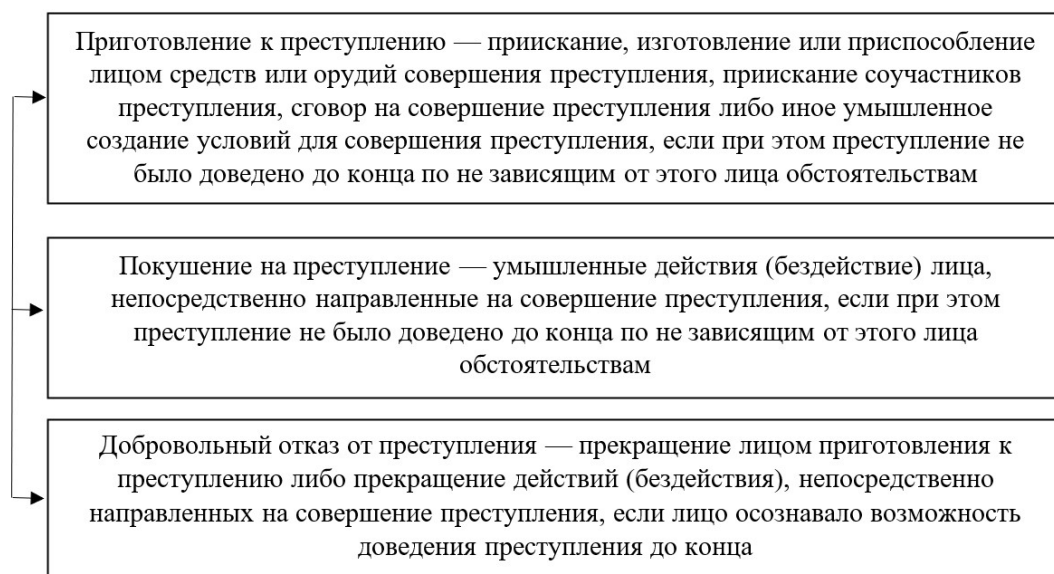 Приготовление к преступлению — приискание, изготовление или приспособление
лицом средств или орудий совершения преступления, приискание соучастников
преступления, сговор на совершение преступления либо иное умышленное
создание условий для совершения преступления, если при этом преступление не
было доведено до конца по не зависящим от этого лица обстоятельствам
Покушение на преступление — умышленные действия (бездействие) лица,
непосредственно направленные на совершение преступления, если при этом
преступление не было доведено до конца по не зависящим от этого лица
обстоятельствам
Добровольный отказ от преступления — прекращение лицом приготовления к
преступлению либо прекращение действий (бездействия), непосредственно
направленных на совершение преступления, если лицо осознавало возможность
доведения преступления до конца